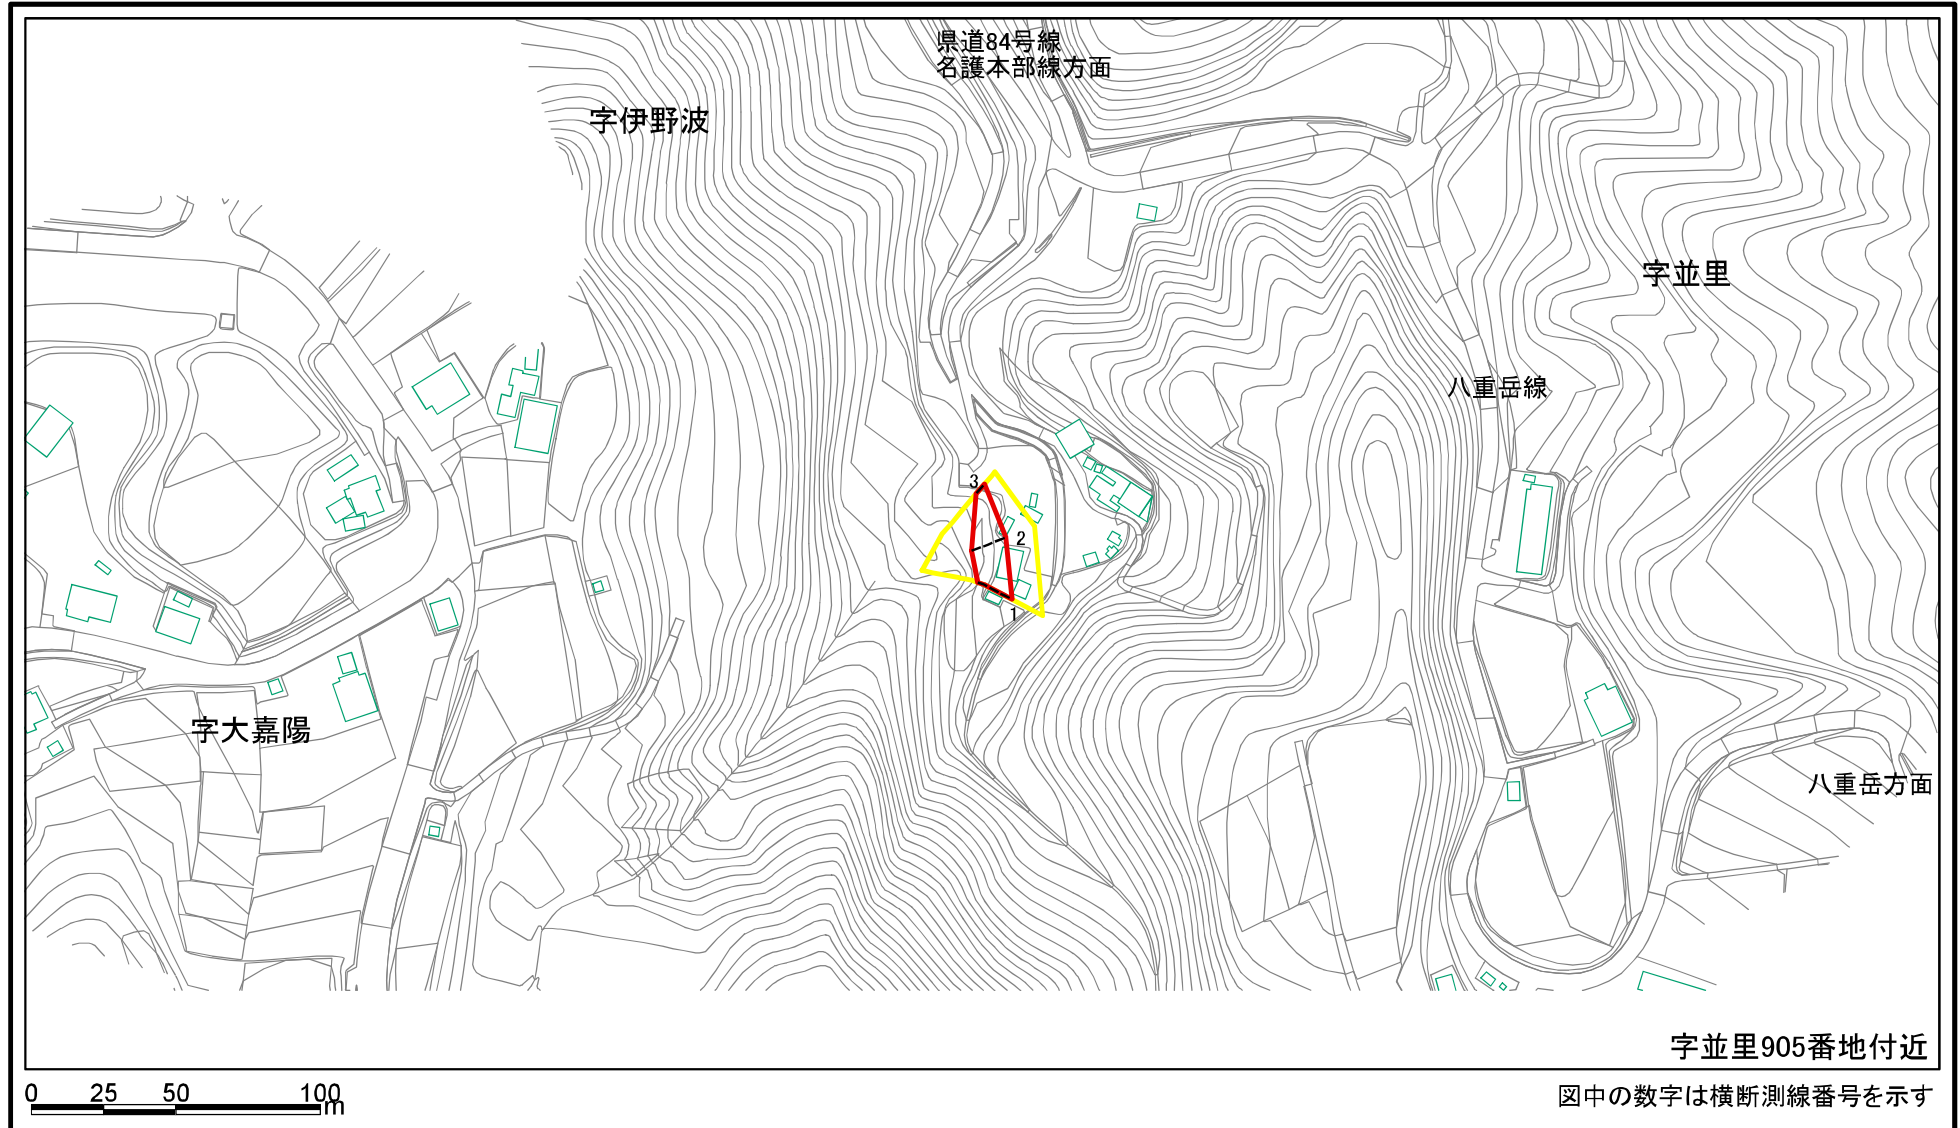 県道84号線
名護本部線方面
字伊野波
字並里
八重岳線
3
2
1
字大嘉陽
八重岳方面
字並里905番地付近
0 25 50 100m
図中の数字は横断測線番号を示す